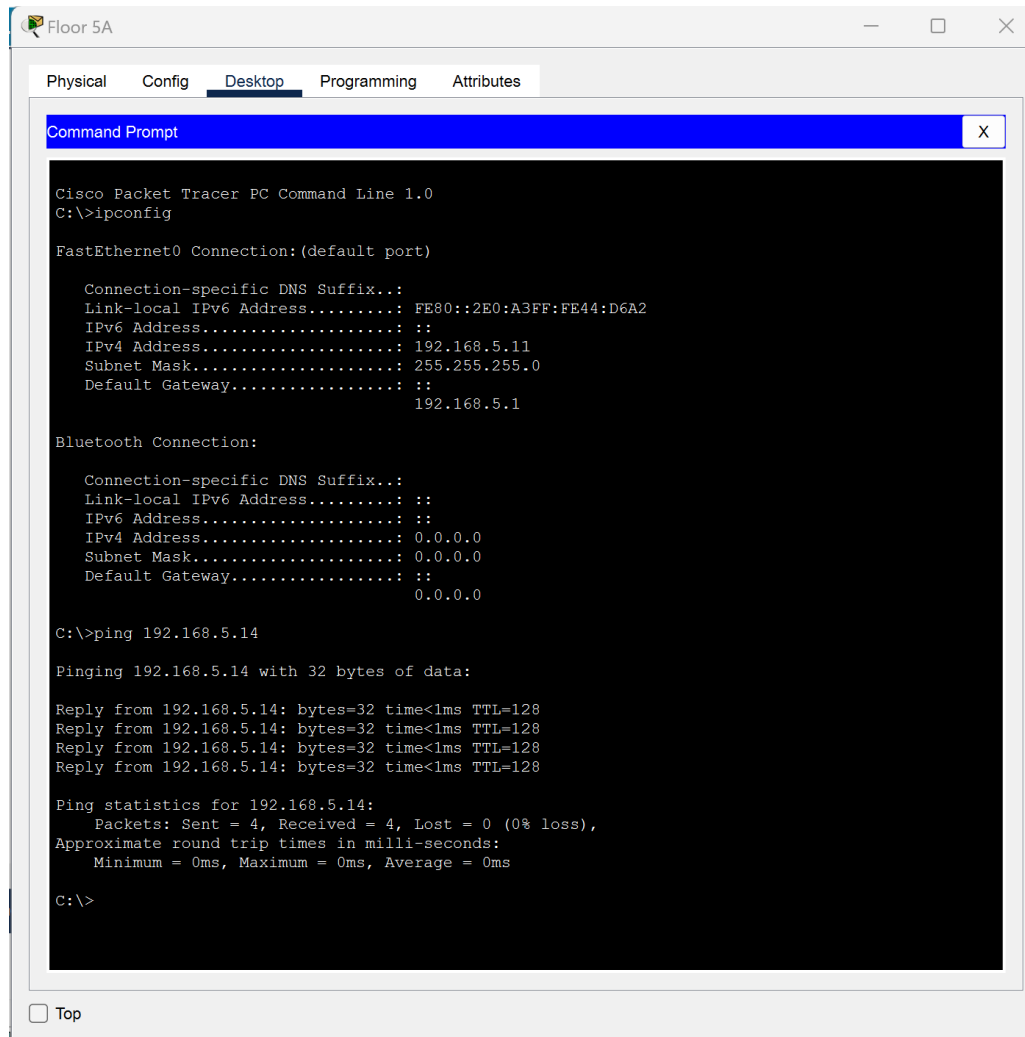 Floor 5A
Physical Config Desktop Programming Attributes
Command Prompt X
Cisco Packet Tracer PC Command Line 1.0
C:\>ipconfig
FastEthernet0 Connection:(default port)
Connection-specific DNS Suffix..:
Link-local IPv6 Address.........: FE80::2E0:A3FF:FE44:D6A2
IPv6 Address....................: ::
IPv4 Address....................: 192.168.5.11
Subnet Mask.....................: 255.255.255.0
Default Gateway.................: ::
192.168.5.1
Bluetooth Connection:
Connection-specific DNS Suffix..:
Link-local IPv6 Address.........: ::
IPv6 Address....................: ::
IPv4 Address....................: 0.0.0.0
Subnet Mask.....................: 0.0.0.0
Default Gateway.................: ::
0.0.0.0
C:\>ping 192.168.5.14
Pinging 192.168.5.14 with 32 bytes of data:
Reply from 192.168.5.14: bytes=32 time<1ms TTL=128
Reply from 192.168.5.14: bytes=32 time<1ms TTL=128
Reply from 192.168.5.14: bytes=32 time<1ms TTL=128
Reply from 192.168.5.14: bytes=32 time<1ms TTL=128
Ping statistics for 192.168.5.14:
Packets: Sent = 4, Received = 4, Lost = 0 (0% loss),
Approximate round trip times in milli-seconds:
Minimum = 0ms, Maximum = 0ms, Average = 0ms
C:\>
Top